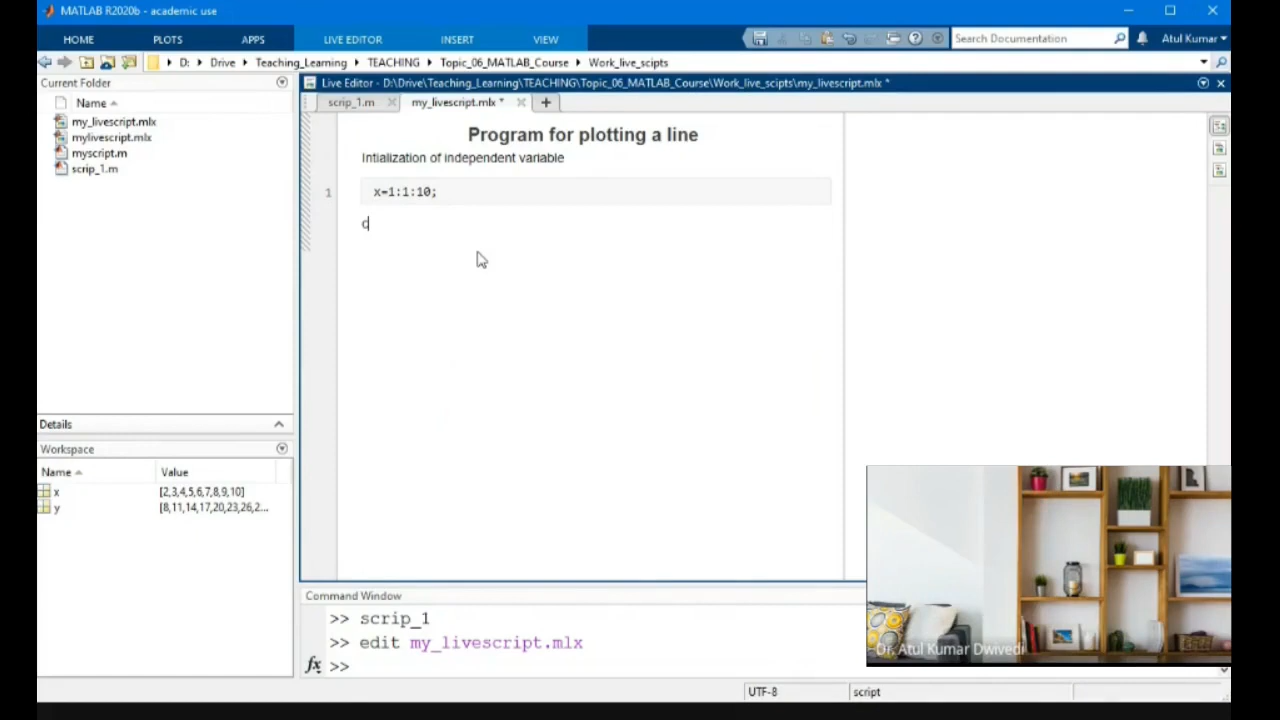 MATLAB R2020b - academic use
HOME PLOTS APPS LIVE EDITOR INSERT VIEW
Search Documentation
Atul Kumar
D: Drive Teaching_Learning TEACHING Topic_06_MATLAB_Course Work_live_scipts
Current Folder
Name
my_livescript.mlx
mylivescript.mlx
myscript.m
scrip_1.m
Details
Workspace
Name Value
x [2,3,4,5,6,7,8,9,10]
y [8,11,14,17,20,23,26,2...
Live Editor - D:\Drive\Teaching_Learning\TEACHING\Topic_06_MATLAB_Course\Work_live_scipts\my_livescript.mlx *
scrip_1.m my_livescript.mlx *
Program for plotting a line
Intialization of independent variable
1 x=1:1:10;
d
Command Window
>> scrip_1
>> edit my_livescript.mlx
fx >>
Dr. Atul Kumar Dwivedi
UTF-8 script